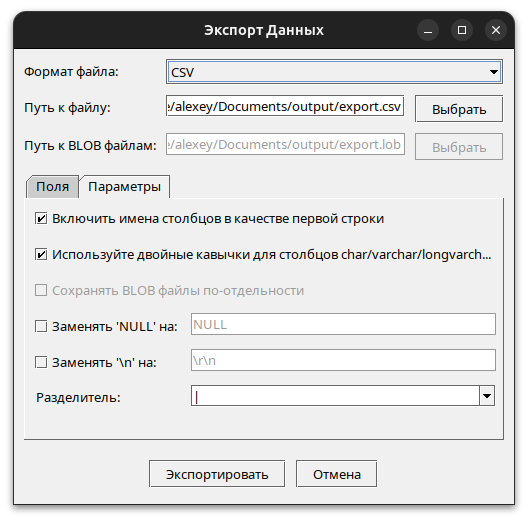 Экспорт Данных
Формат файла: CSV
Путь к файлу: e/alexey/Documents/output/export.csv Выбрать
Путь к BLOB файлам: e/alexey/Documents/output/export.lob Выбрать
Поля Параметры
Включить имена столбцов в качестве первой строки
Используйте двойные кавычки для столбцов char/varchar/longvarch...
Сохранять BLOB файлы по-отдельности
Заменять 'NULL' на: NULL
Заменять '\n' на: \r\n
Разделитель: |
Экспортировать Отмена